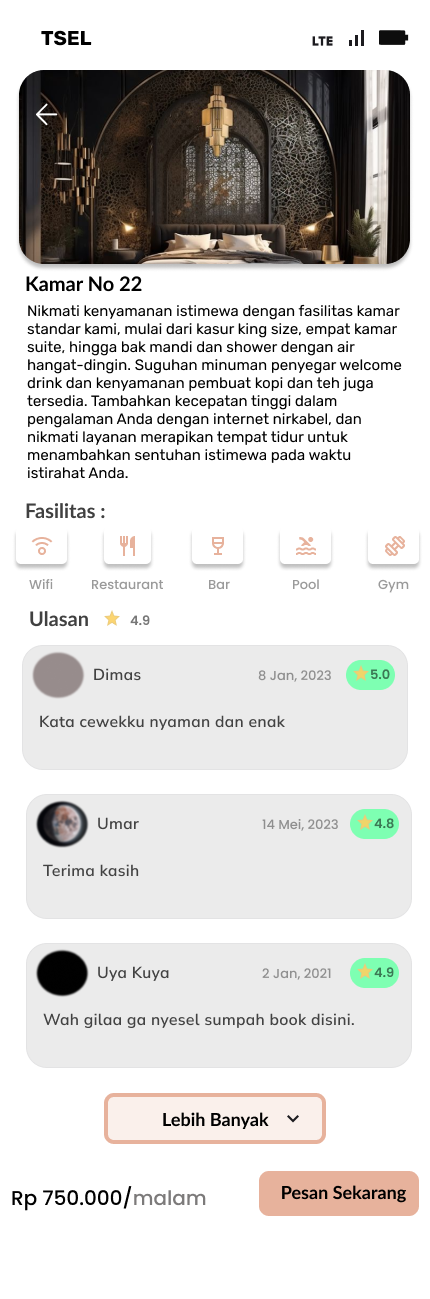 TSEL
LTE
Kamar No 22
Nikmati kenyamanan istimewa dengan fasilitas kamar
standar kami, mulai dari kasur king size, empat kamar
suite, hingga bak mandi dan shower dengan air
hangat-dingin. Suguhan minuman penyegar welcome
drink dan kenyamanan pembuat kopi dan teh juga
tersedia. Tambahkan kecepatan tinggi dalam
pengalaman Anda dengan internet nirkabel, dan
nikmati layanan merapikan tempat tidur untuk
menambahkan sentuhan istimewa pada waktu
istirahat Anda.
Fasilitas :
Wifi Restaurant Bar Pool Gym
Ulasan 4.9
Dimas 8 Jan, 2023 5.0
Kata cewekku nyaman dan enak
Umar 14 Mei, 2023 4.8
Terima kasih
Uya Kuya 2 Jan, 2021 4.9
Wah gilaa ga nyesel sumpah book disini.
Lebih Banyak
Rp 750.000/malam Pesan Sekarang